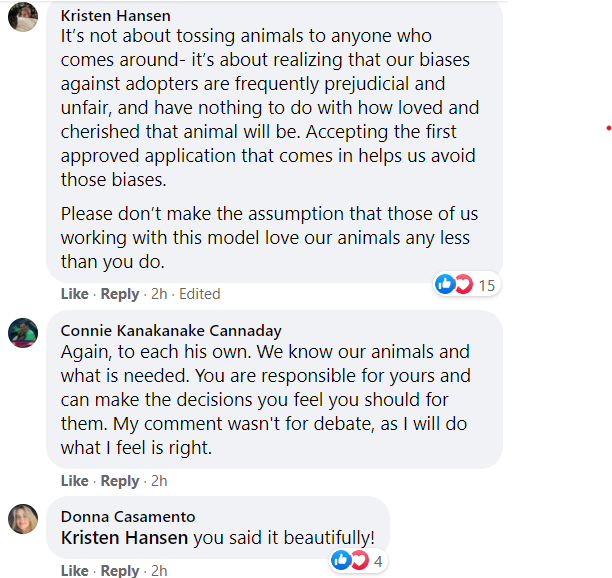 Kristen Hansen
It's not about tossing animals to anyone who
comes around- it's about realizing that our biases
against adopters are frequently prejudicial and
unfair, and have nothing to do with how loved and
cherished that animal will be. Accepting the first
approved application that comes in helps us avoid
those biases.
Please don't make the assumption that those of us
working with this model love our animals any less
than you do.
15
Like · Reply · 2h · Edited
Connie Kanakanake Cannaday
Again, to each his own. We know our animals and
what is needed. You are responsible for yours and
can make the decisions you feel you should for
them. My comment wasn't for debate, as I will do
what I feel is right.
Like · Reply · 2h
Donna Casamento
Kristen Hansen you said it beautifully!
4
Like · Reply · 2h